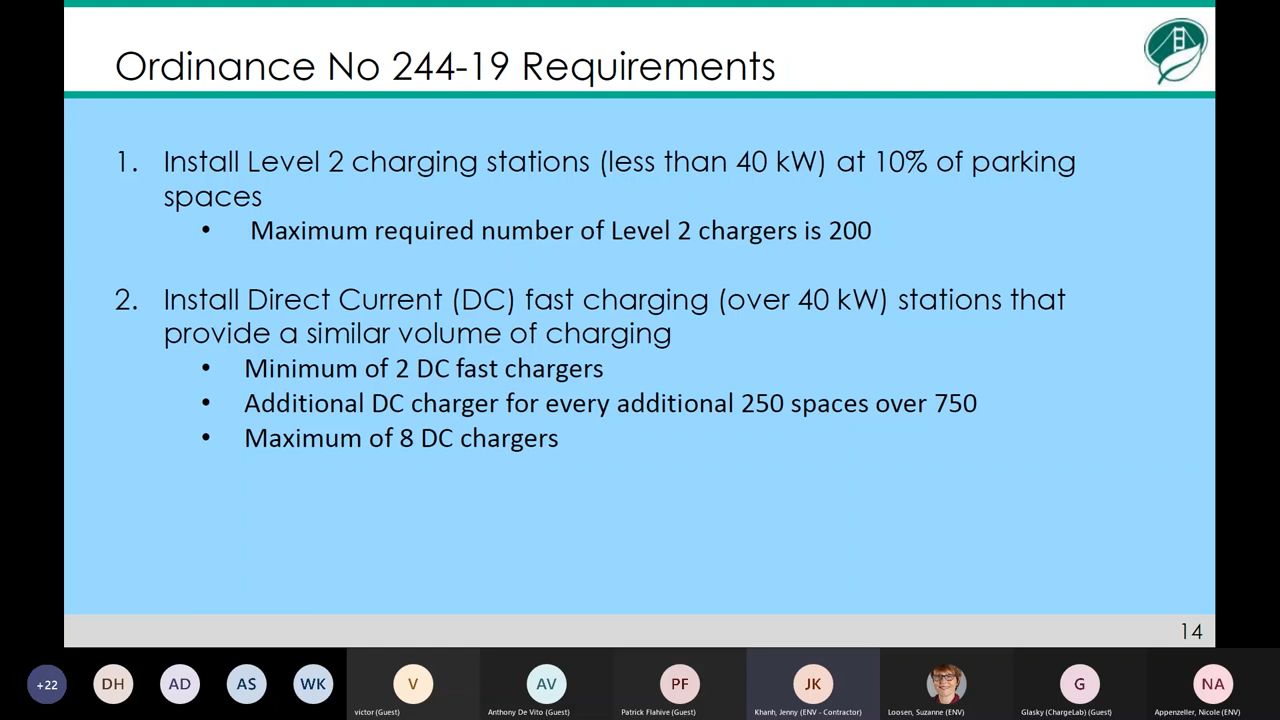 Ordinance No 244-19 Requirements
1. Install Level 2 charging stations (less than 40 kW) at 10% of parking
spaces
• Maximum required number of Level 2 chargers is 200
2. Install Direct Current (DC) fast charging (over 40 kW) stations that
provide a similar volume of charging
• Minimum of 2 DC fast chargers
• Additional DC charger for every additional 250 spaces over 750
• Maximum of 8 DC chargers
14
+22 DH AD AS WK V AV PF JK G NA
victor (Guest) Anthony De Vito (Guest) Patrick Flahive (Guest) Khanh, Jenny (ENV - Contractor) Loosen, Suzanne (ENV) Glasky (ChargeLab) (Guest) Appenzeller, Nicole (ENV)